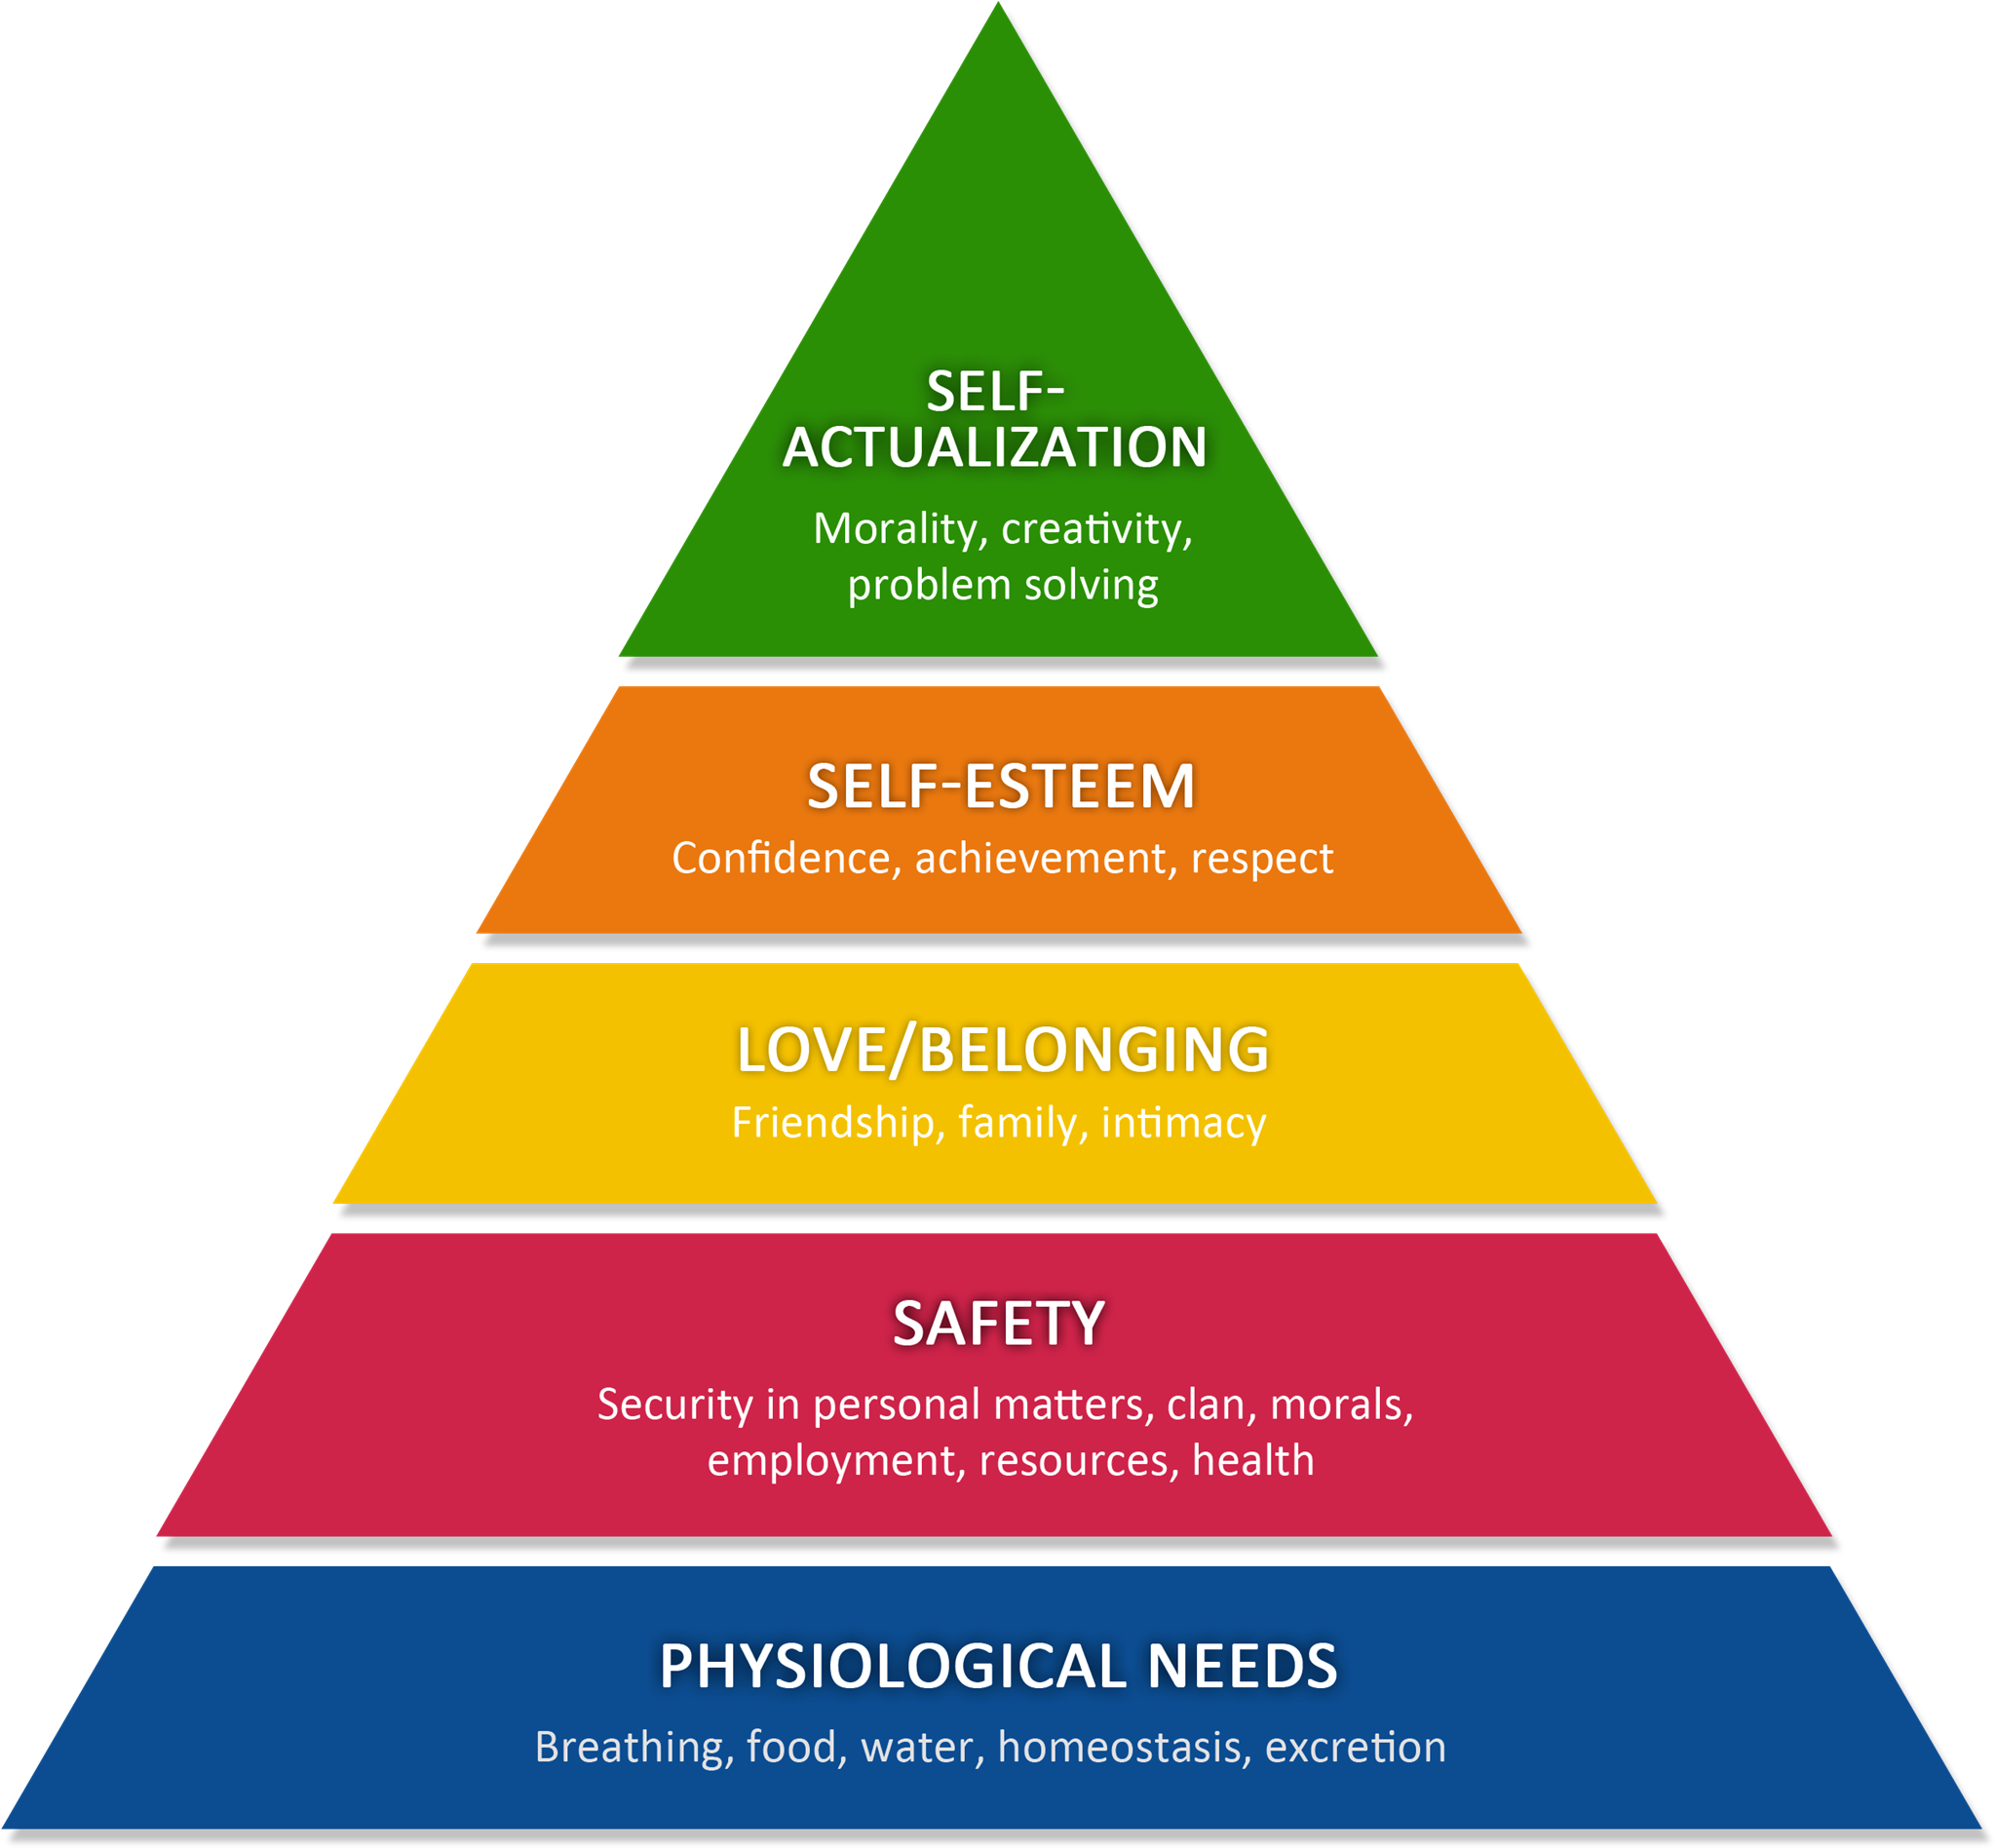 SELF-
ACTUALIZATION
Morality, creativity,
problem solving
SELF-ESTEEM
Confidence, achievement, respect
LOVE/BELONGING
Friendship, family, intimacy
SAFETY
Security in personal matters, clan, morals,
employment, resources, health
PHYSIOLOGICAL NEEDS
Breathing, food, water, homeostasis, excretion